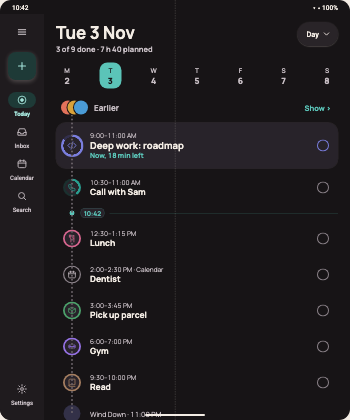 10:42
100%
Tue 3 Nov
3 of 9 done · 7 h 40 planned
Day
M T W T F S S
2 3 4 5 6 7 8
Today
Inbox
Calendar
Search
Settings
Earlier
Show ›
9:00–11:00 AM
Deep work: roadmap
Now, 18 min left
10:30–11:00 AM
Call with Sam
10:42
12:30–1:15 PM
Lunch
2:00–2:30 PM · Calendar
Dentist
3:00–3:45 PM
Pick up parcel
6:00–7:00 PM
Gym
9:30–10:00 PM
Read
Wind Down · 11:00 PM